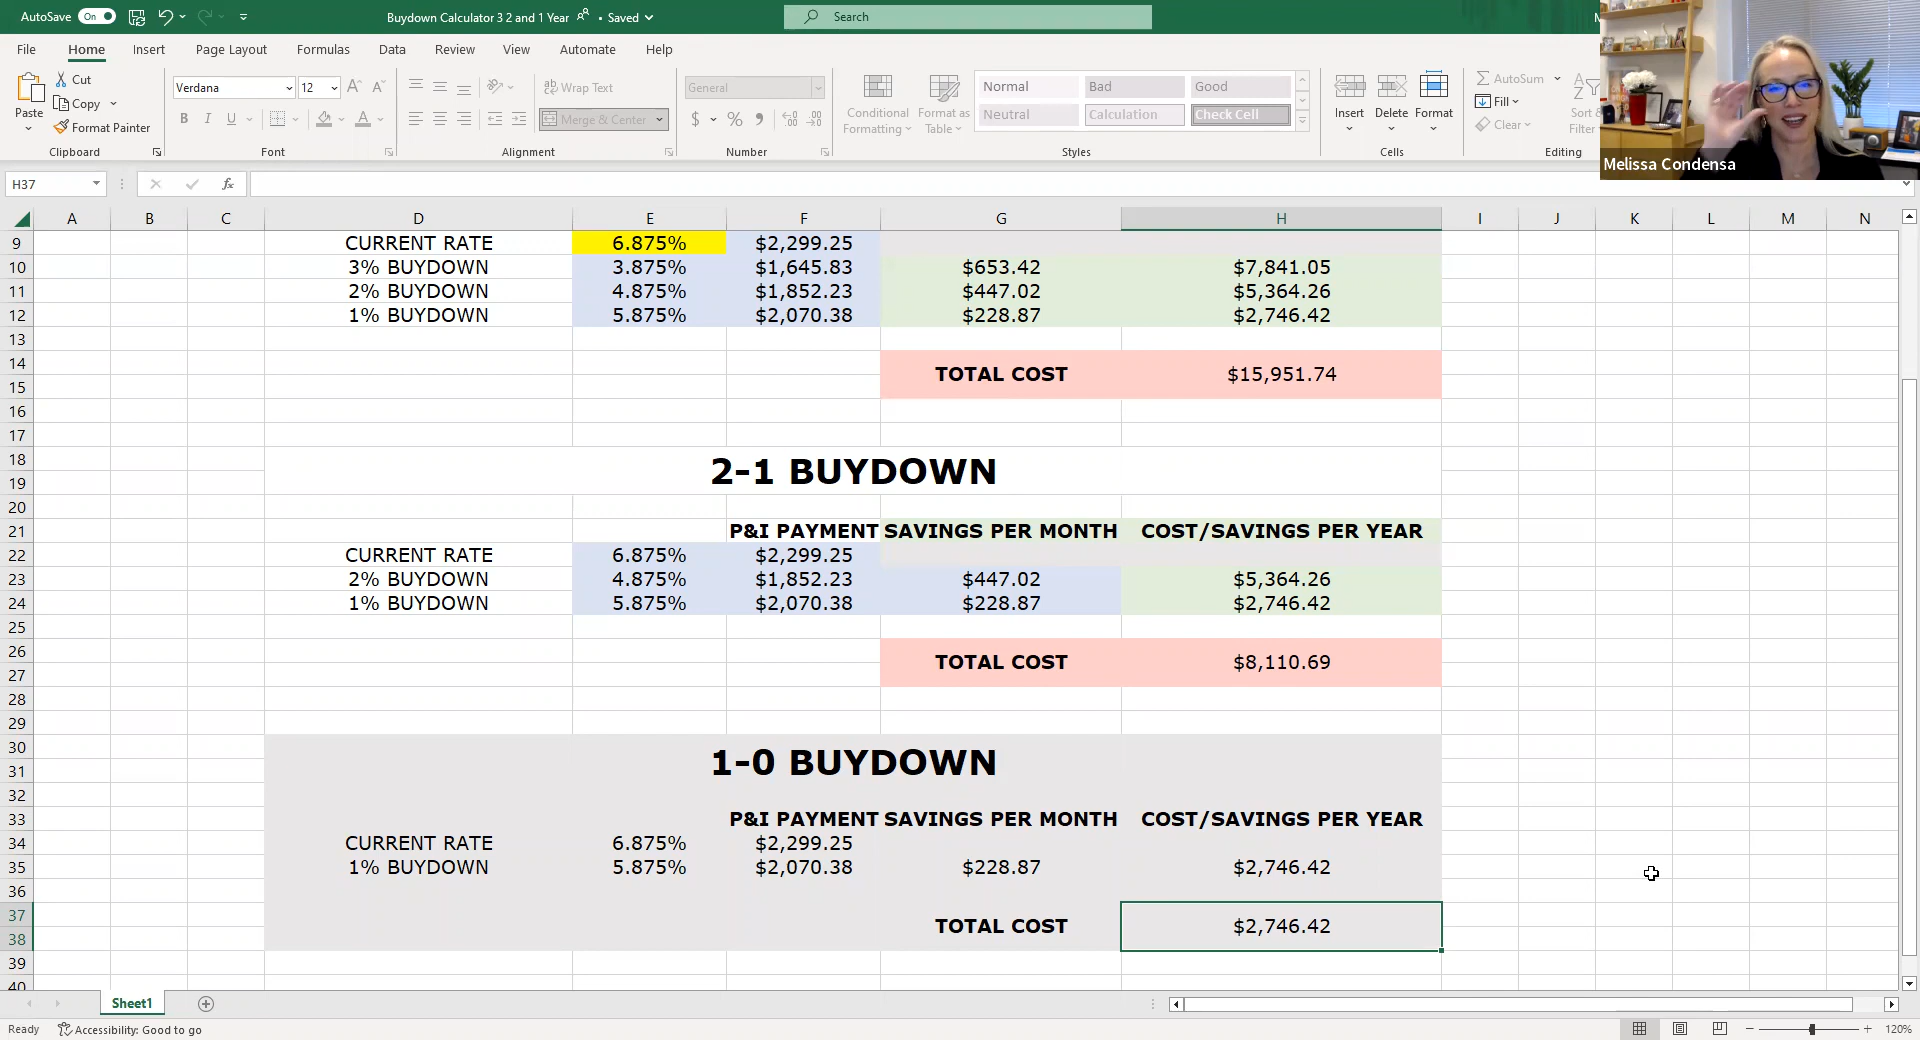 AutoSave On Buydown Calculator 3 2 and 1 Year • Saved Search
File Home Insert Page Layout Formulas Data Review View Automate Help
Paste Cut Copy Format Painter
Verdana 12 A A
B I U A
Wrap Text
Merge & Center
General
$ % 9
Conditional Formatting
Format as Table
Normal Bad Good
Neutral Calculation Check Cell
Insert Delete Format
AutoSum
Fill
Clear
Sort &
Filter
Clipboard Font Alignment Number Styles Cells Editing
Melissa Condensa
H37 fx
A B C D E F G H I J K L M N
9 CURRENT RATE 6.875% $2,299.25
10 3% BUYDOWN 3.875% $1,645.83 $653.42 $7,841.05
11 2% BUYDOWN 4.875% $1,852.23 $447.02 $5,364.26
12 1% BUYDOWN 5.875% $2,070.38 $228.87 $2,746.42
13
14
TOTAL COST $15,951.74
15
16
17
18
2-1 BUYDOWN
19
20
21 P&I PAYMENT SAVINGS PER MONTH COST/SAVINGS PER YEAR
22 CURRENT RATE 6.875% $2,299.25
23 2% BUYDOWN 4.875% $1,852.23 $447.02 $5,364.26
24 1% BUYDOWN 5.875% $2,070.38 $228.87 $2,746.42
25
26
TOTAL COST $8,110.69
27
28
29
30
1-0 BUYDOWN
31
32
33 P&I PAYMENT SAVINGS PER MONTH COST/SAVINGS PER YEAR
34 CURRENT RATE 6.875% $2,299.25
35 1% BUYDOWN 5.875% $2,070.38 $228.87 $2,746.42
36
37
TOTAL COST $2,746.42
38
39
40
Sheet1
Ready Accessibility: Good to go 120%